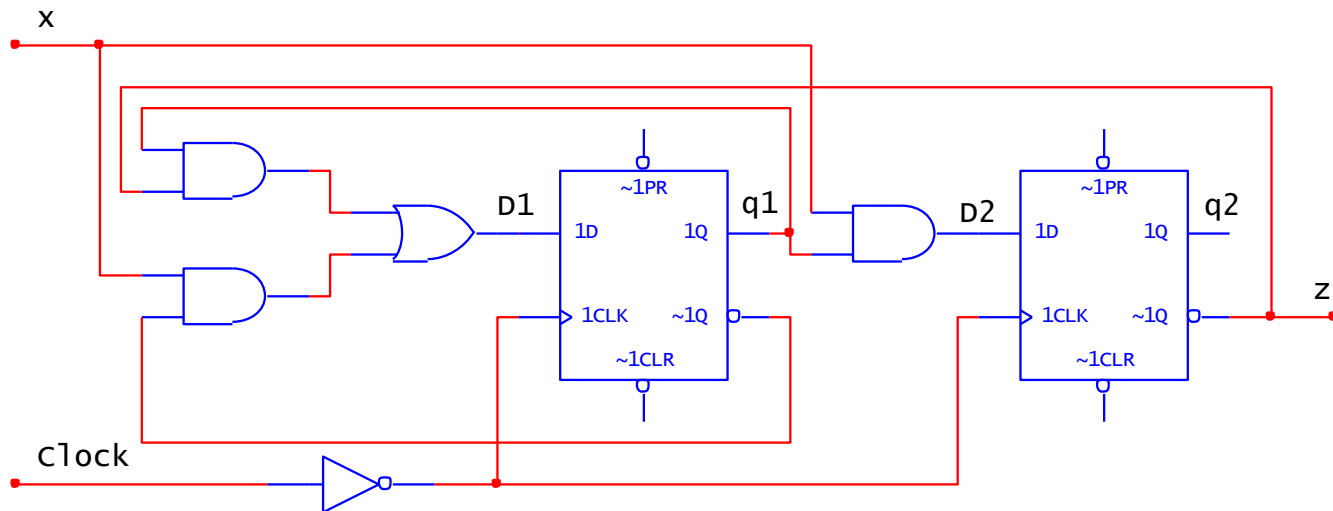 x
D1
~1PR
1D
1Q
1CLK
~1Q
~1CLR
q1
D2
~1PR
1D
1Q
1CLK
~1Q
~1CLR
q2
z
Clock